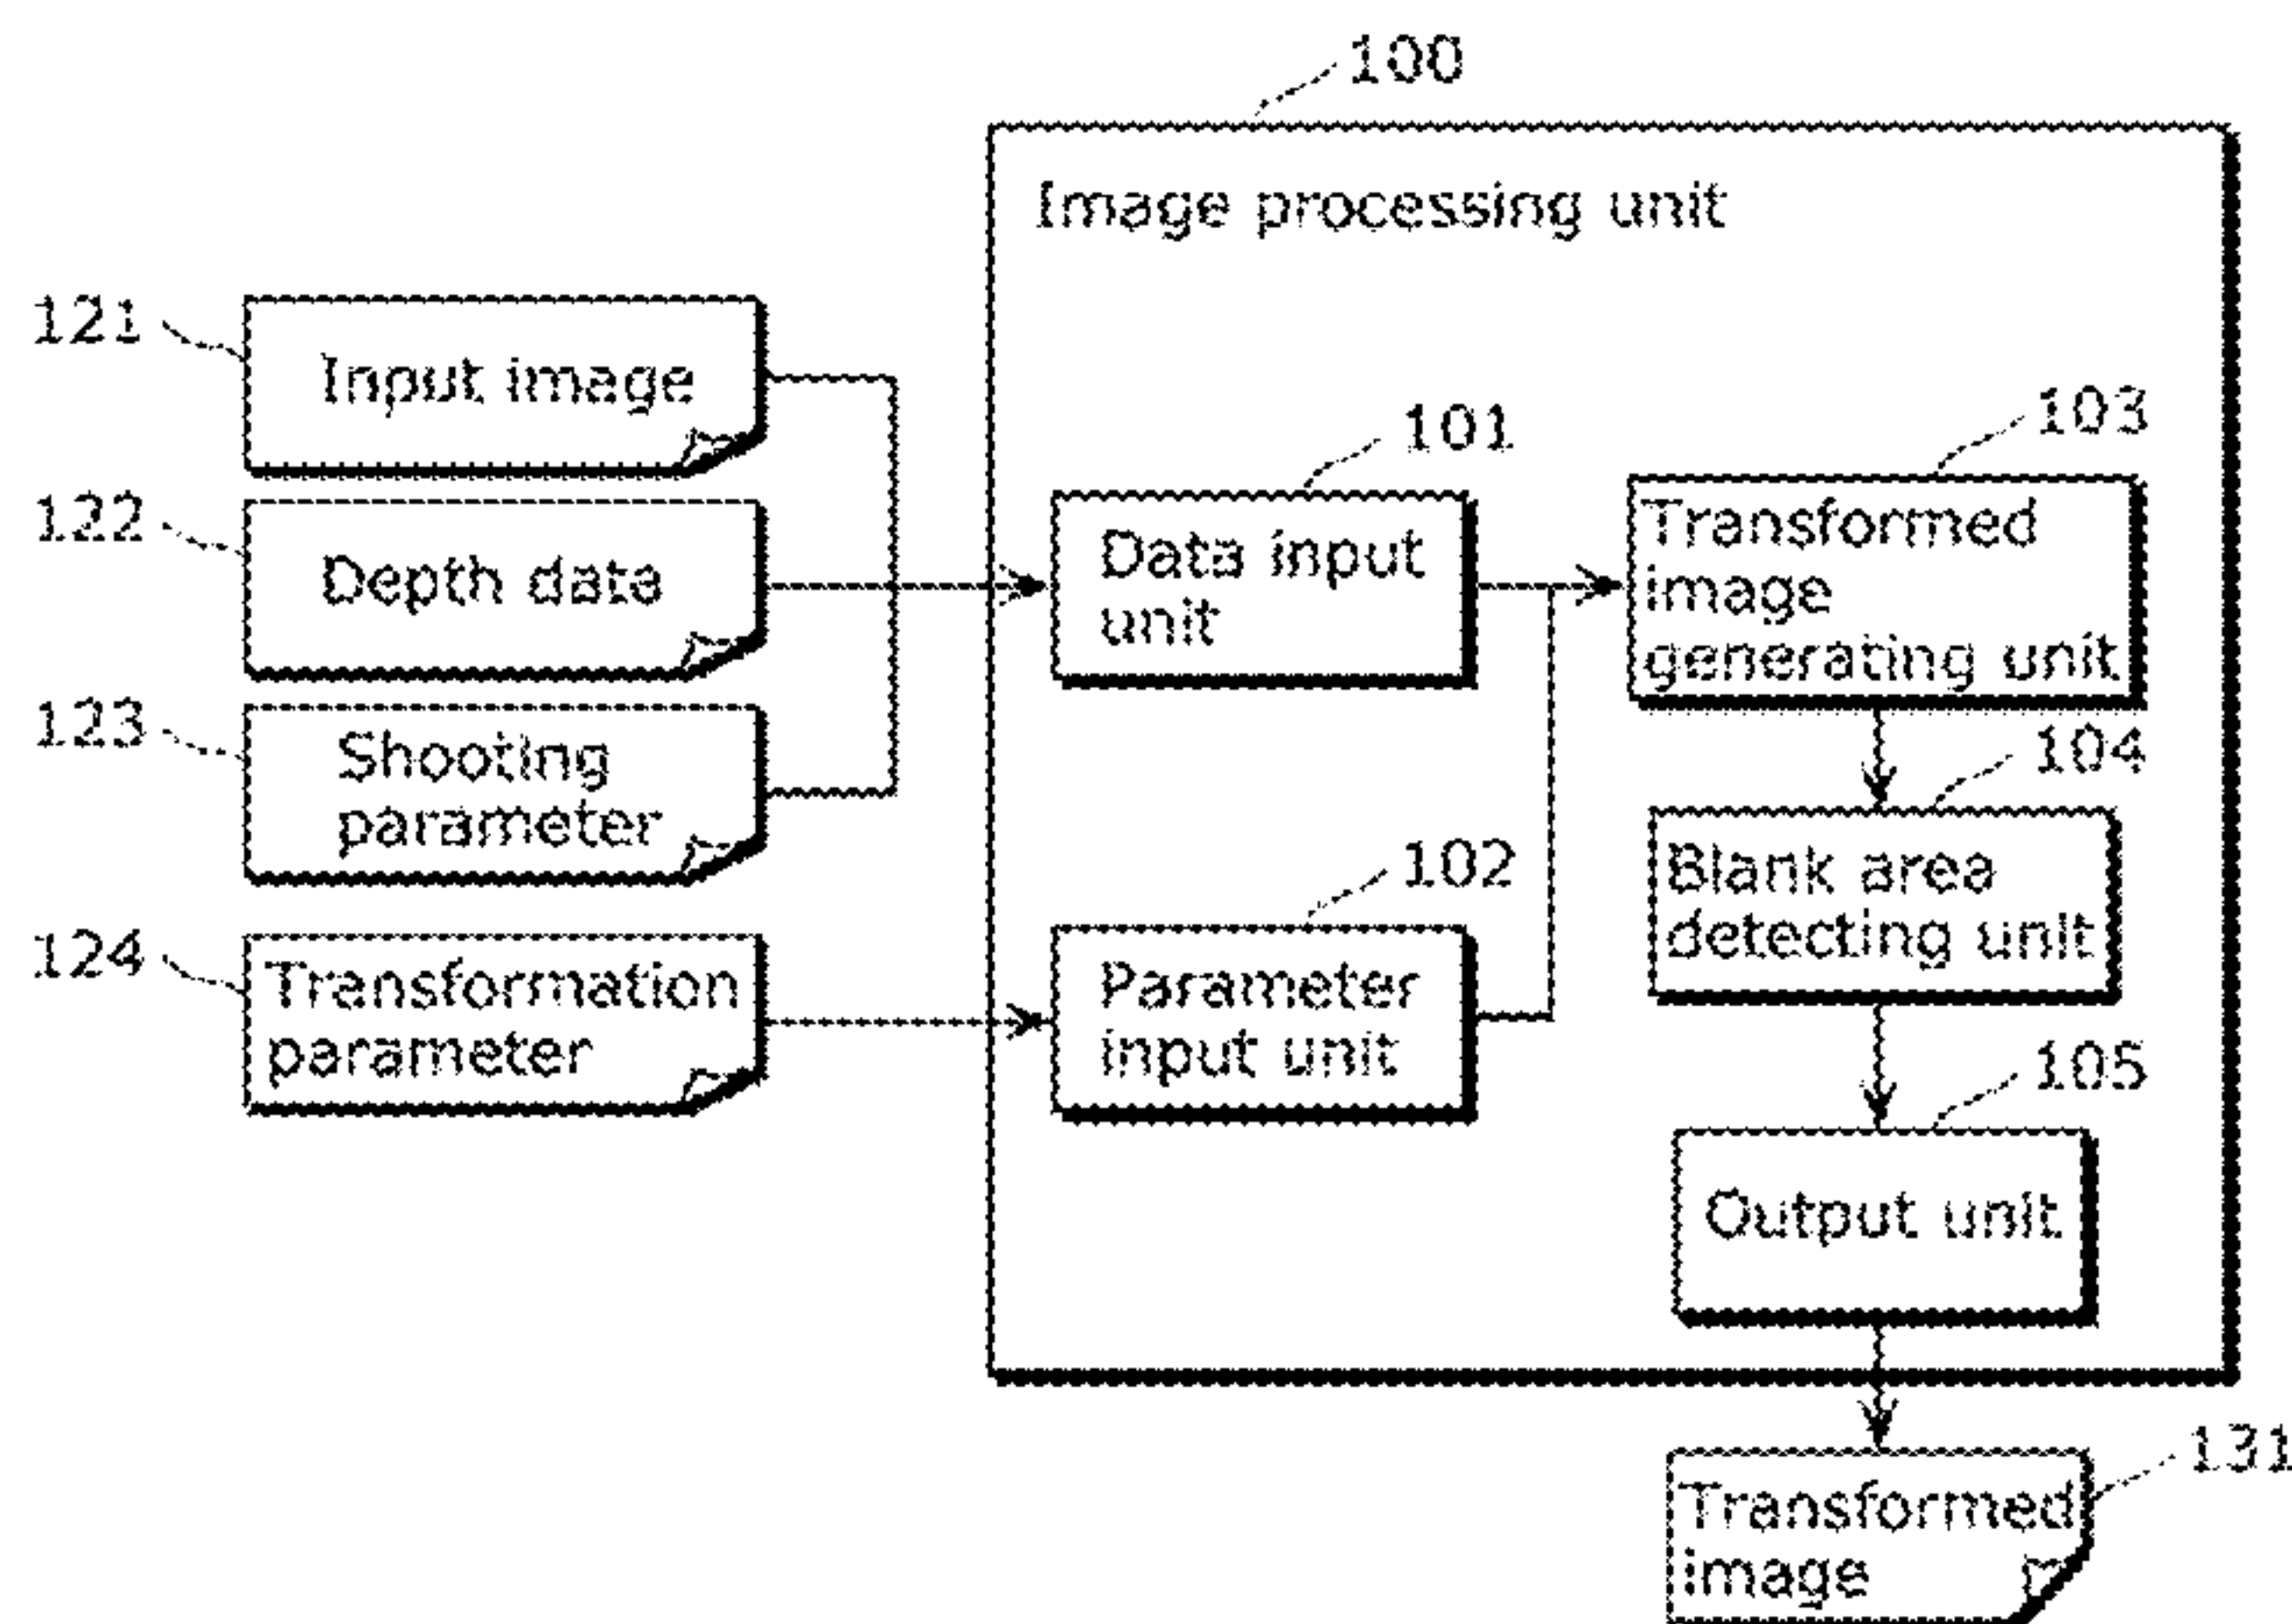 100
Image processing unit
121
Input image
122
Depth data
123
Shooting
parameter
124
Transformation
parameter
101
Data input
unit
102
Parameter
input unit
103
Transformed
image
generating unit
104
Blank area
detecting unit
105
Output unit
131
Transformed
image